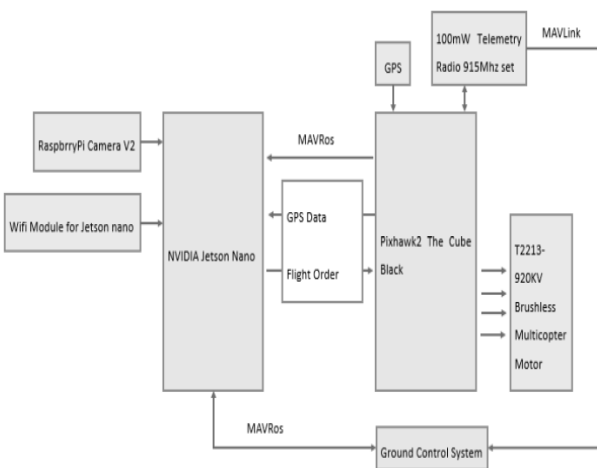 100mW Telemetry
Radio 915Mhz set
MAVLink
GPS
RaspbrryPi Camera V2
MAVRos
Wifi Module for Jetson nano
GPS Data
NVIDIA Jetson Nano
Flight Order
Pixhawk2 The Cube
Black
T2213-
920KV
Brushless
Multicopter
Motor
MAVRos
Ground Control System